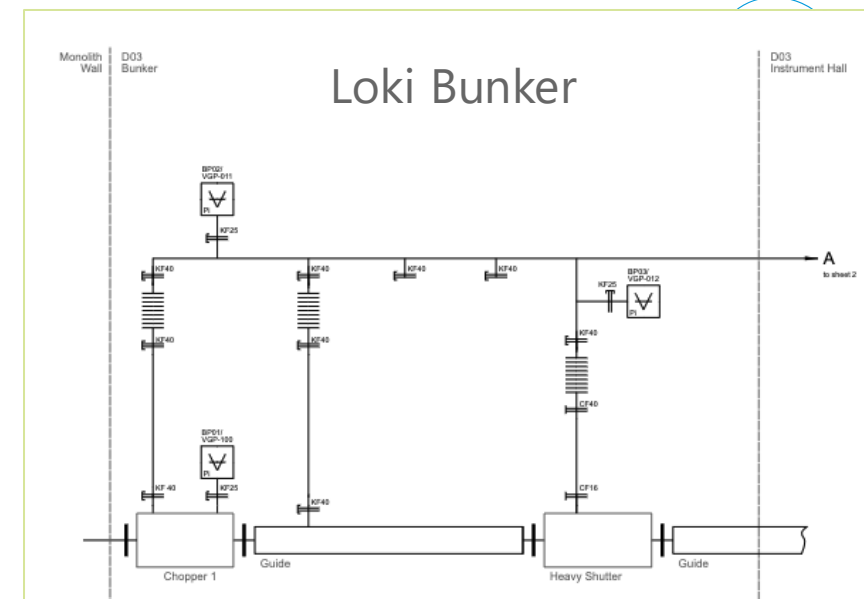 Monolith
Wall
D03
Bunker
Loki Bunker
D03
Instrument Hall
BP02/
VGP-011
PI
KF25
KF40
KF40
KF40
KF40
A
to sheet 2
BP03/
VGP-012
KF25
PI
KF40
KF40
KF40
CF40
BP01/
VGP-100
PI
KF 40
KF25
KF40
CF16
Chopper 1
Guide
Heavy Shutter
Guide